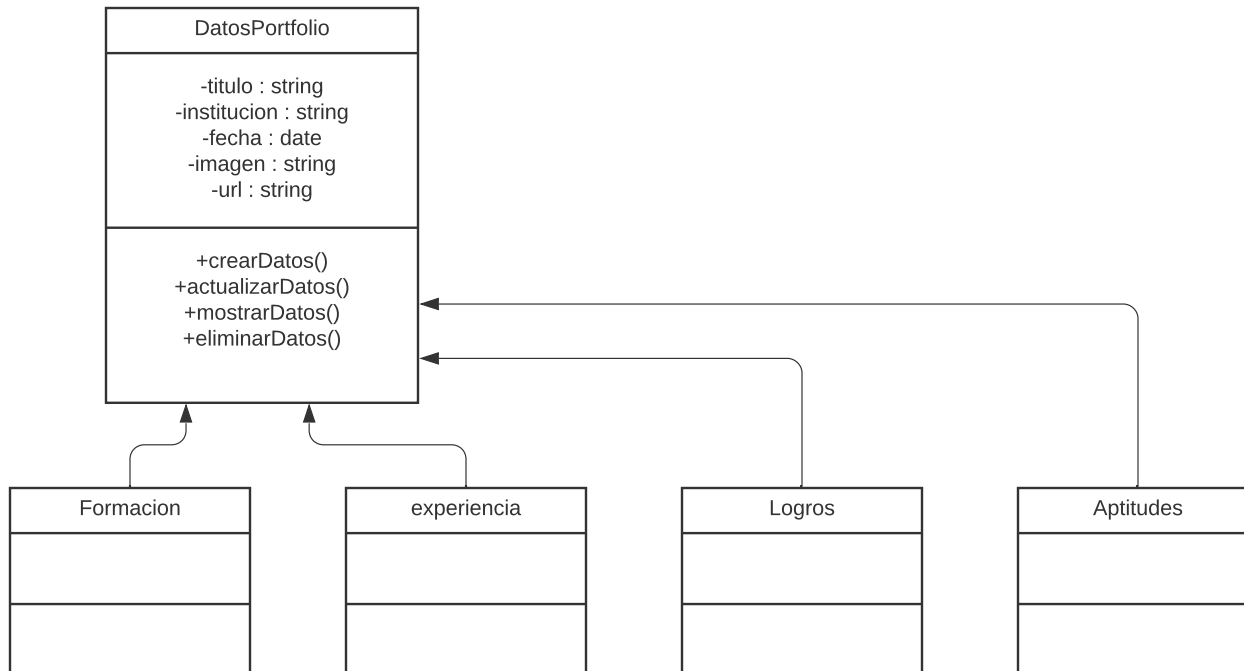 DatosPortfolio
-titulo : string
-institucion : string
-fecha : date
-imagen : string
-url : string
+crearDatos()
+actualizarDatos()
+mostrarDatos()
+eliminarDatos()
Formacion
experiencia
Logros
Aptitudes